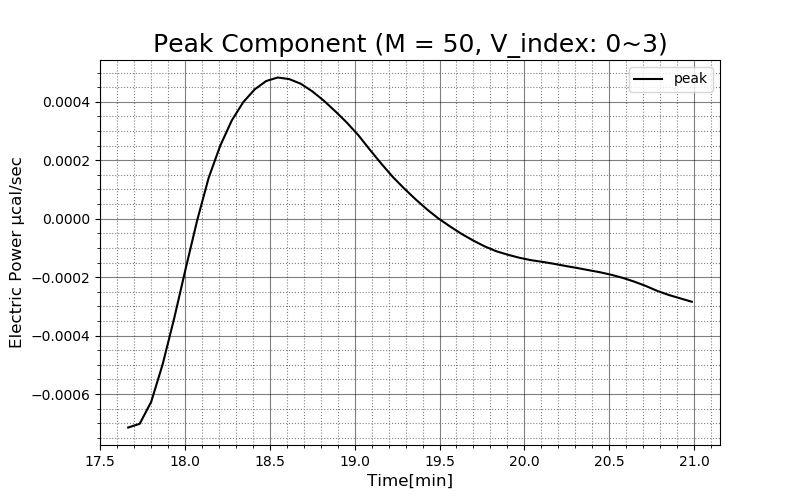 Peak Component (M = 50, V_index: 0~3)
peak
0.0004
0.0002
0.0000
−0.0002
−0.0004
−0.0006
Electric Power μcal/sec
17.5 18.0 18.5 19.0 19.5 20.0 20.5 21.0
Time[min]